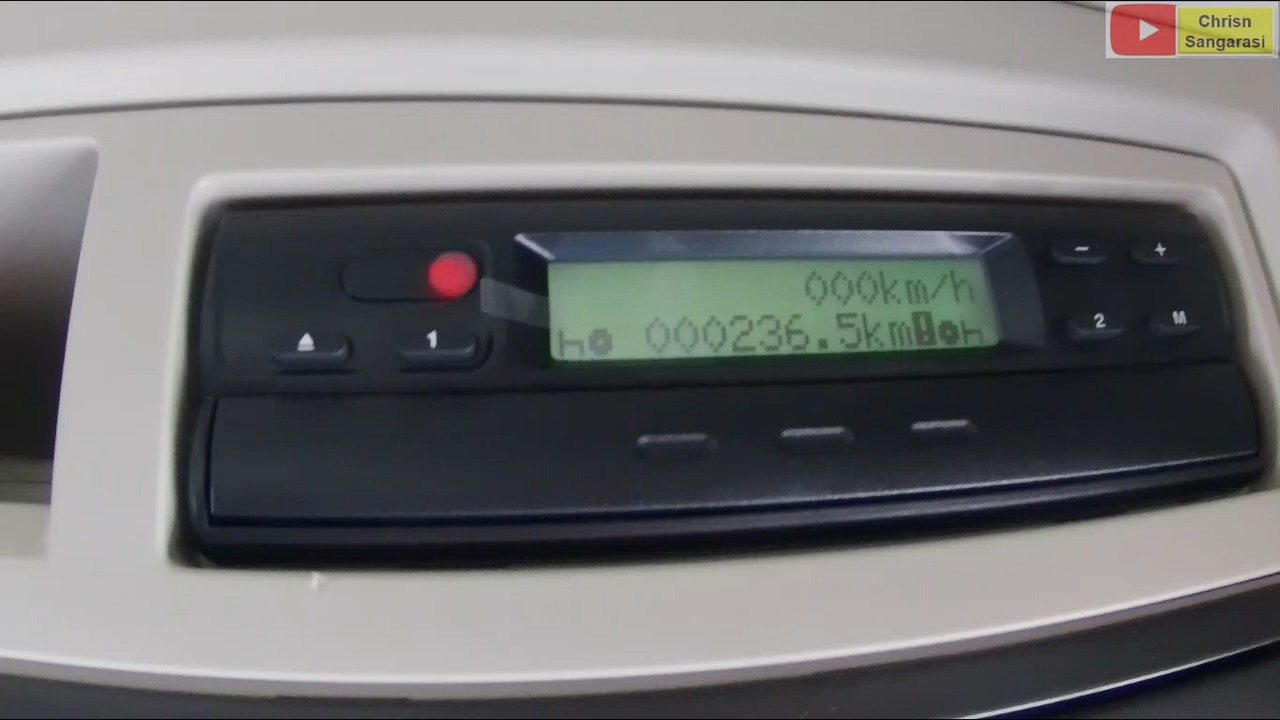 Chrisn
Sangarasi
000km/h
h 000236.5km h
1
2
M
- +